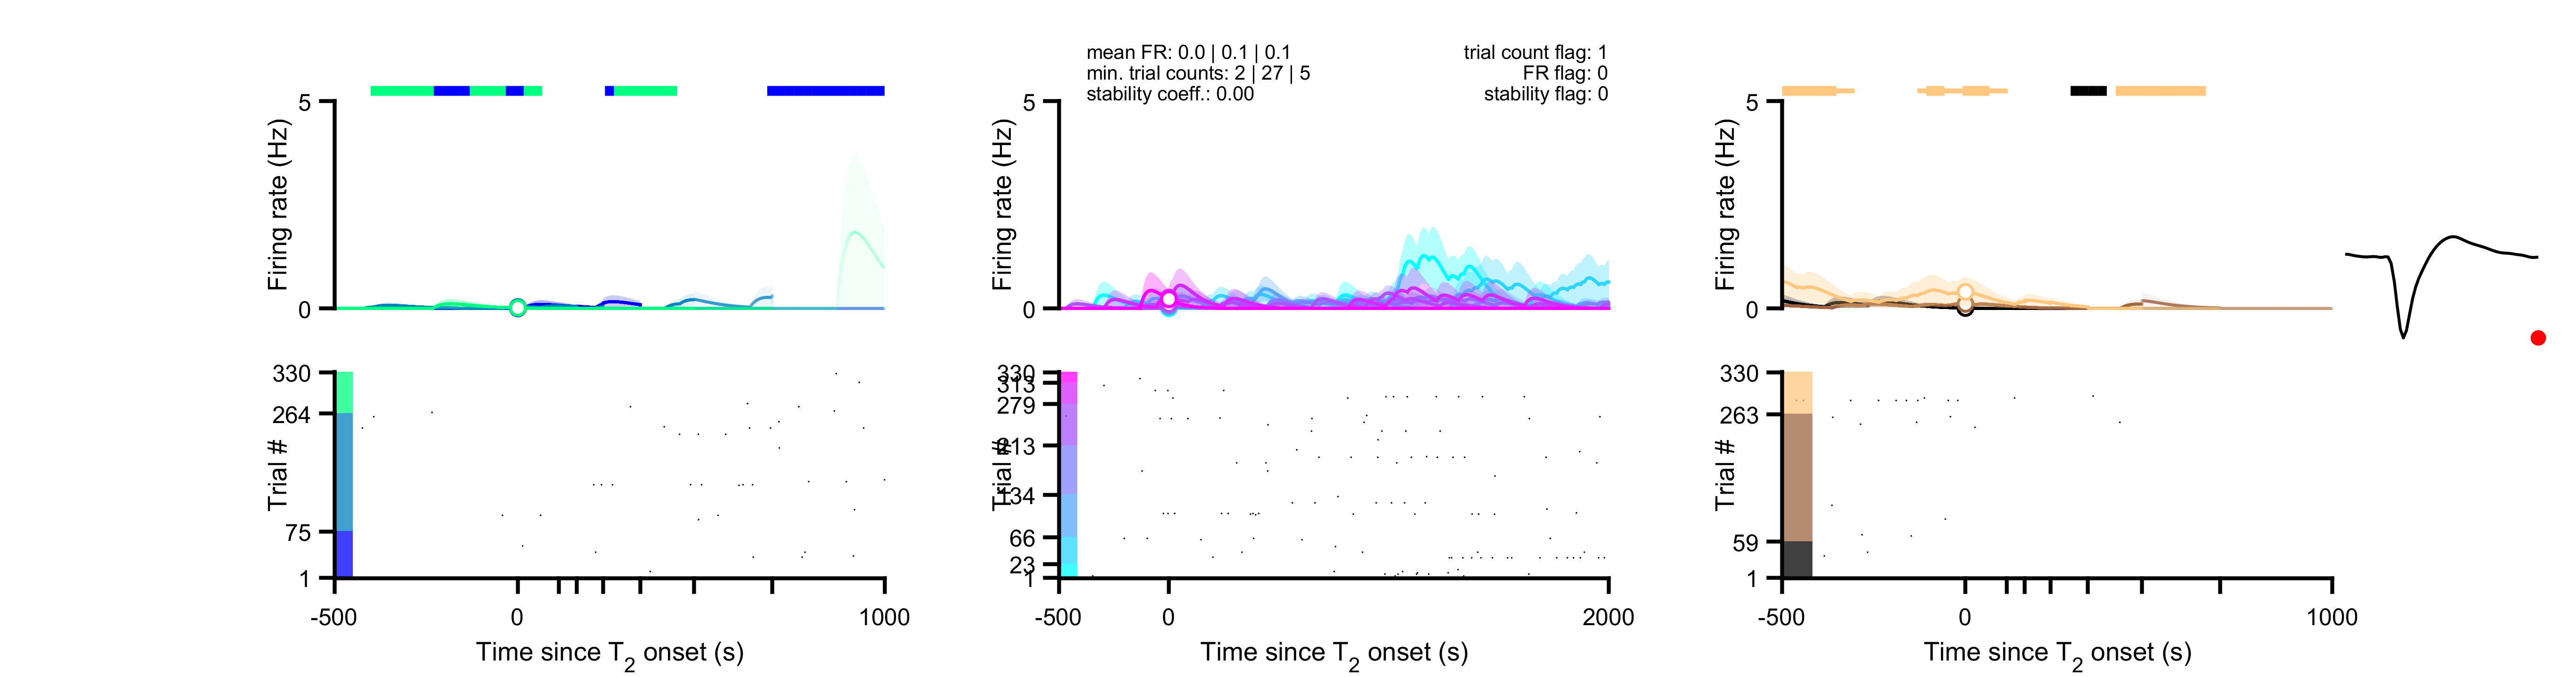 mean FR: 0.0 | 0.1 | 0.1
min. trial counts: 2 | 27 | 5
stability coeff.: 0.00
trial count flag: 1
FR flag: 0
stability flag: 0
5
0
Firing rate (Hz)
330
264
75
1
Trial #
-500
0
1000
Time since T2 onset (s)
5
0
Firing rate (Hz)
330
313
279
213
134
66
23
1
Trial #
-500
0
2000
Time since T2 onset (s)
5
0
Firing rate (Hz)
330
263
59
1
Trial #
-500
0
1000
Time since T2 onset (s)